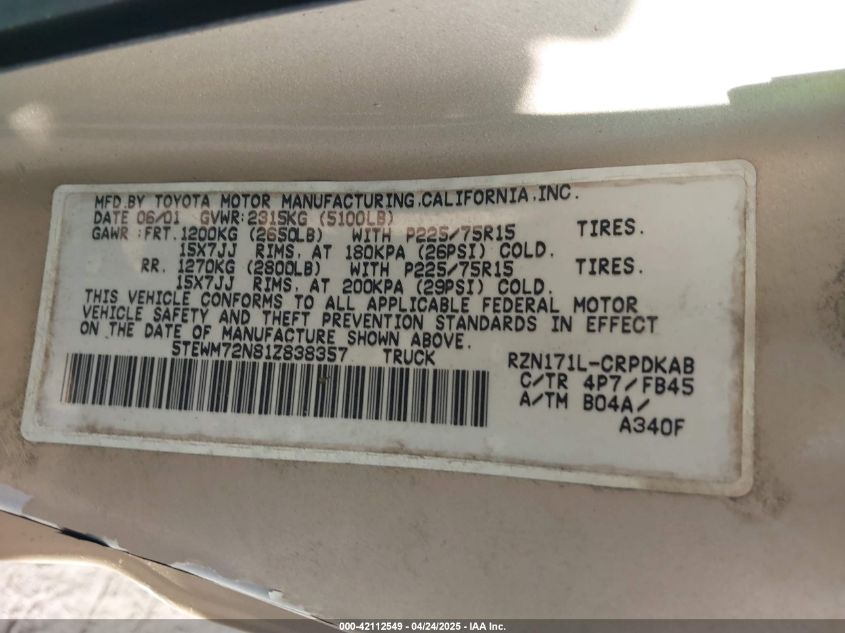 MFD.BY TOYOTA MOTOR MANUFACTURING,CALIFORNIA,INC.
DATE 06/01 GVWR:2315KG (5100LB)
GAWR :FRT.1200KG (2650LB) WITH P225/75R15 TIRES.
15X7JJ RIMS, AT 180KPA (26PSI) COLD.
RR. 1270KG (2800LB) WITH P225/75R15 TIRES.
15X7JJ RIMS, AT 200KPA (29PSI) COLD.
THIS VEHICLE CONFORMS TO ALL APPLICABLE FEDERAL MOTOR
VEHICLE SAFETY AND THEFT PREVENTION STANDARDS IN EFFECT
ON THE DATE OF MANUFACTURE SHOWN ABOVE.
5TEWM72N81Z838357 TRUCK RZN171L-CRPDKAB
C/TR 4P7/FB45
A/TM B04A/
A340F
000-42112549 - 04/24/2025 - IAA Inc.